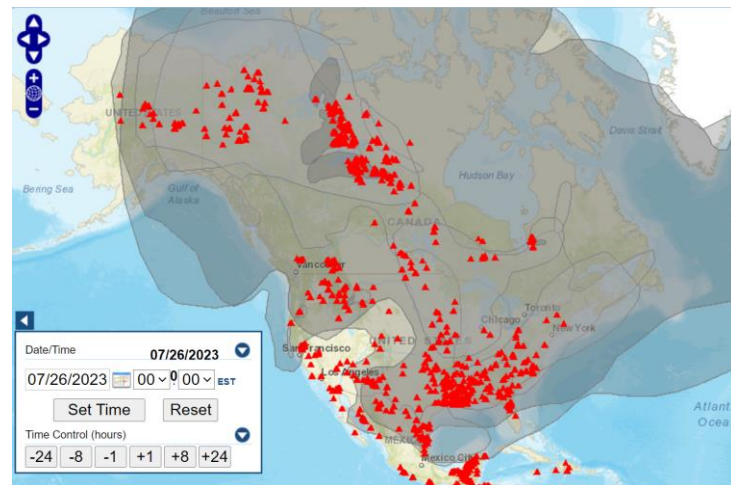 Beaufort Sea
UNITED STATES
Davis Strait
Bering Sea
Gulf of
Alaska
Hudson Bay
CANADA
Vancouver
Toronto
Chicago
New York
UNITED STATES
San Francisco
Los Angeles
MEXICO
Mexico City
Atlant
Ocea
+
−
Date/Time
07/26/2023
07/26/2023 00 : 00 EST
Set Time Reset
Time Control (hours)
-24 -8 -1 +1 +8 +24